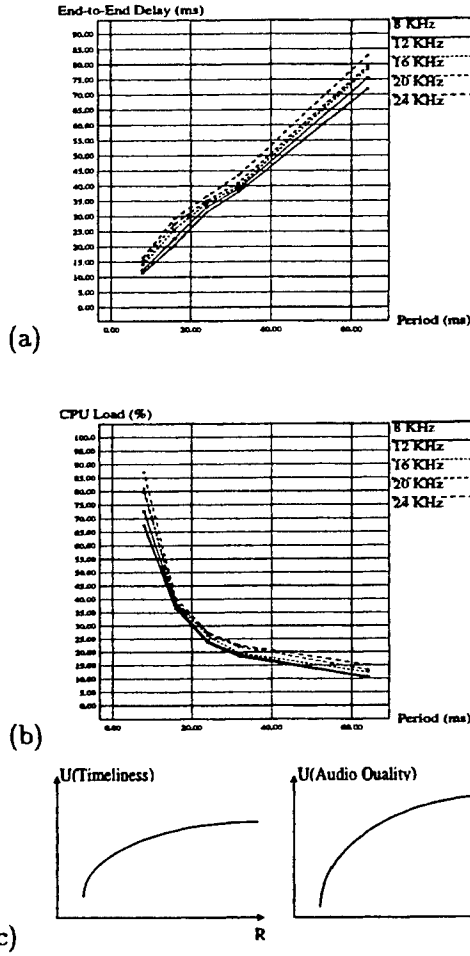 End-to-End Delay (ms)
95.00
90.00
85.00
80.00
75.00
70.00
65.00
60.00
55.00
50.00
45.00
40.00
35.00
30.00
25.00
20.00
15.00
10.00
5.00
0.00
0.00 20.00 40.00 60.00
Period (ms)
8 KHz
12 KHz
16 KHz
20 KHz
24 KHz
(a)
CPU Load (%)
100.0
95.00
90.00
85.00
80.00
75.00
70.00
65.00
60.00
55.00
50.00
45.00
40.00
35.00
30.00
25.00
20.00
15.00
10.00
5.00
0.00
0.00 20.00 40.00 60.00
Period (ms)
8 KHz
12 KHz
16 KHz
20 KHz
24 KHz
(b)
U(Timeliness)
R
U(Audio Quality)
c)